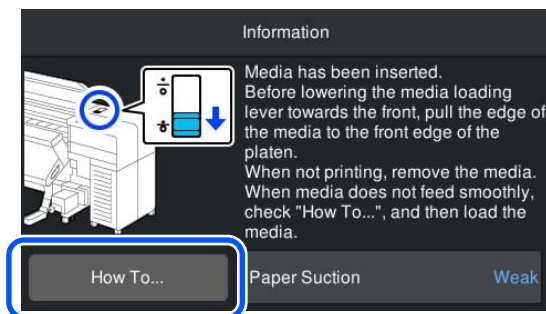 Information
Media has been inserted.
Before lowering the media loading
lever towards the front, pull the edge of
the media to the front edge of the
platen.
When not printing, remove the media.
When media does not feed smoothly,
check "How To...", and then load the
media.
How To...
Paper Suction
Weak